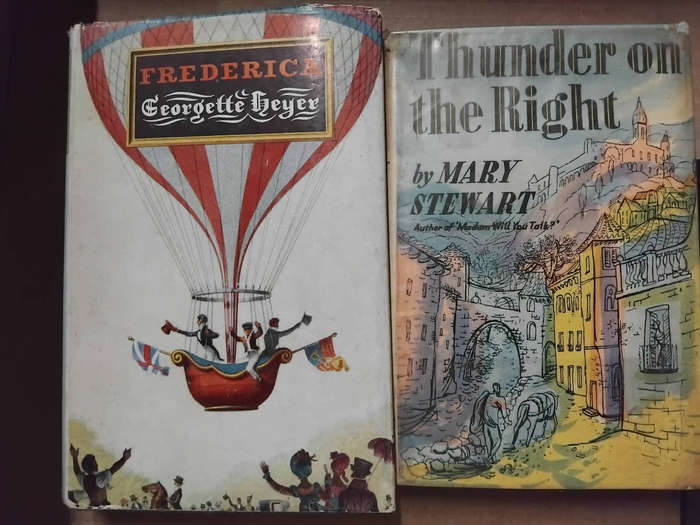 FREDERICA
Georgette Heyer
Thunder on
the Right
by MARY
STEWART
Author of 'Madam Will You Talk?'